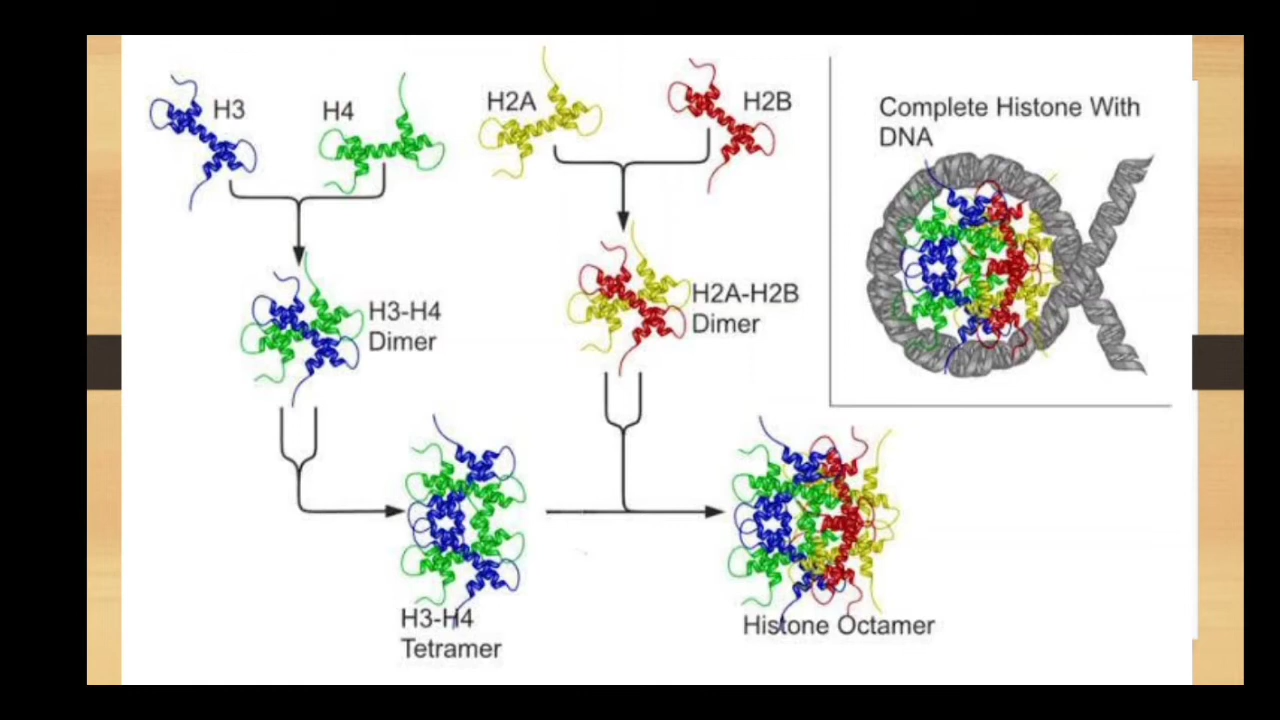 H3
H4
H2A
H2B
Complete Histone With
DNA
H3-H4
Dimer
H2A-H2B
Dimer
H3-H4
Tetramer
Histone Octamer